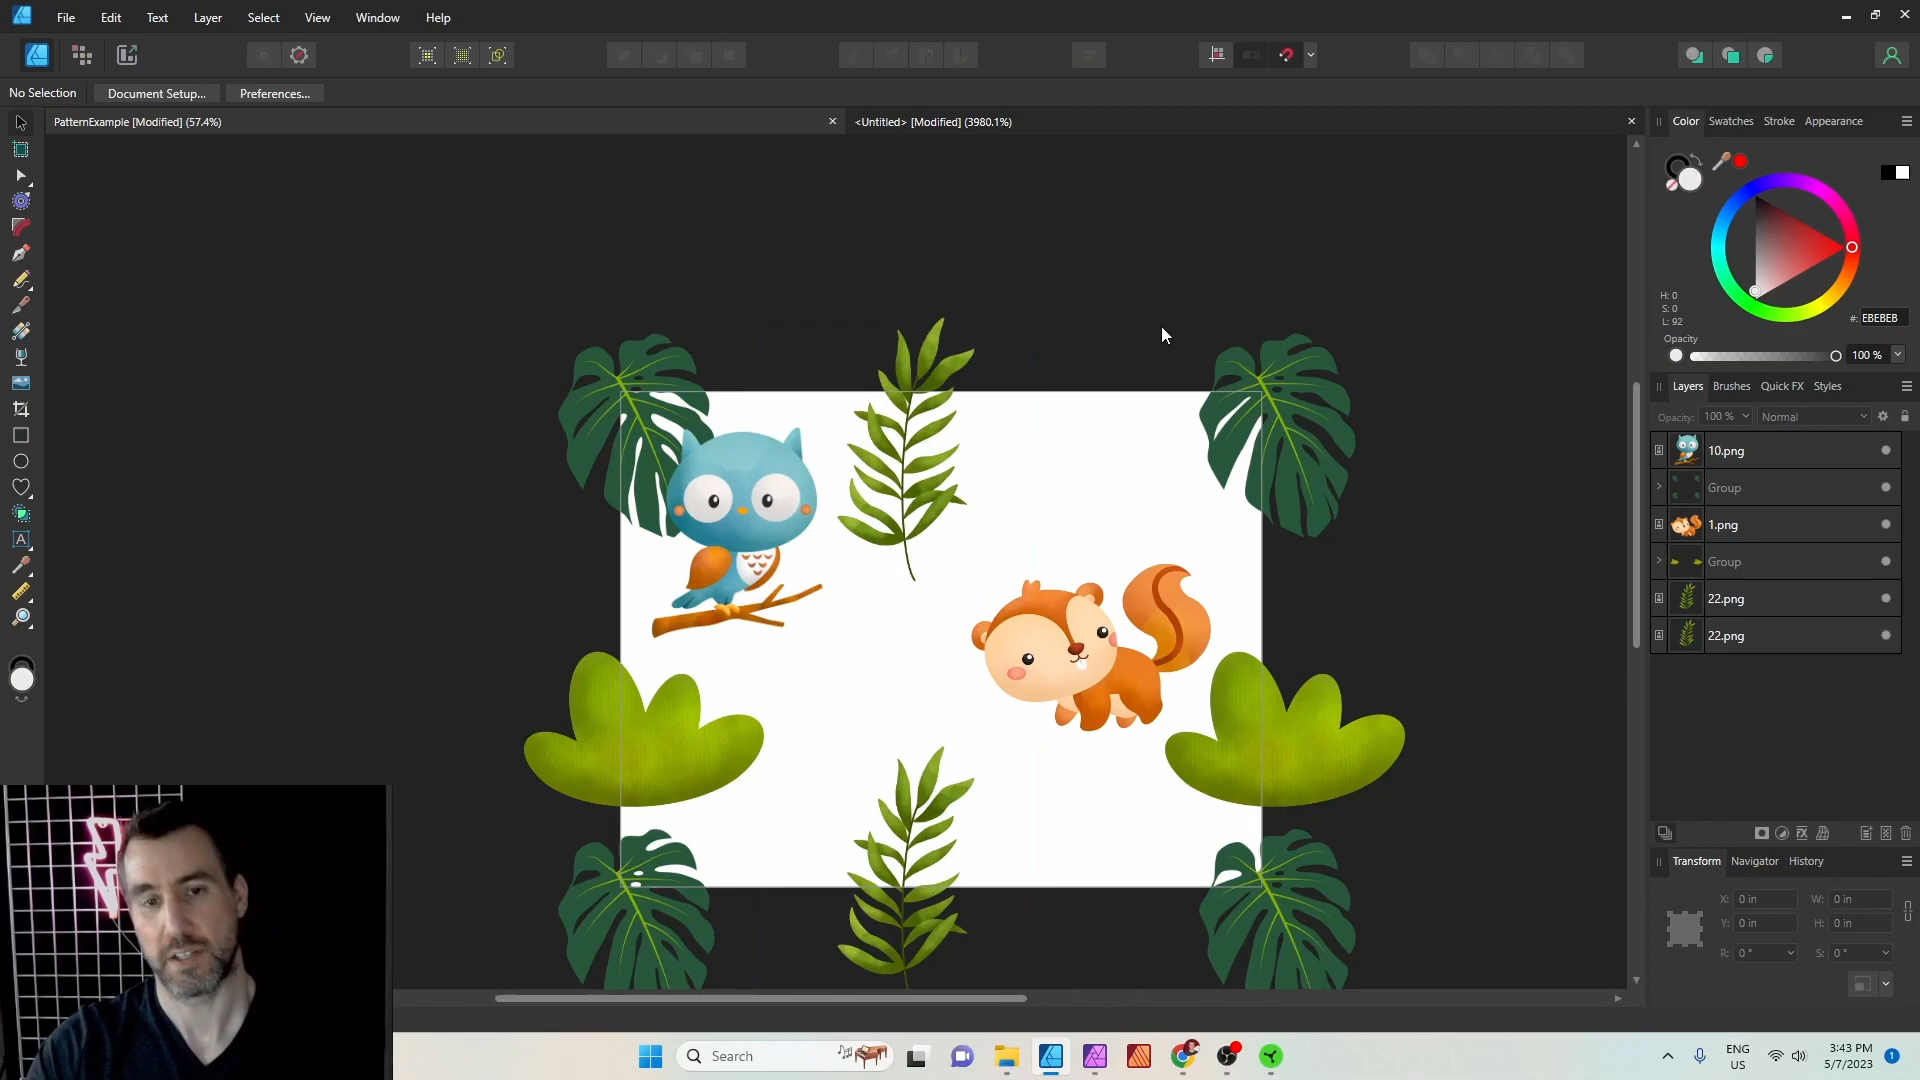 File Edit Text Layer Select View Window Help
No Selection Document Setup... Preferences...
PatternExample [Modified] (57.4%)
<Untitled> [Modified] (3980.1%)
Color Swatches Stroke Appearance
H: 0
S: 0
L: 92
#: EBEBEB
Opacity
100 %
Layers Brushes Quick FX Styles
Opacity: 100 % Normal
10.png
Group
1.png
Group
22.png
22.png
Transform Navigator History
X: 0 in W: 0 in
Y: 0 in H: 0 in
R: 0 ° S: 0 °
Search
ENG
US
3:43 PM
5/7/2023
1